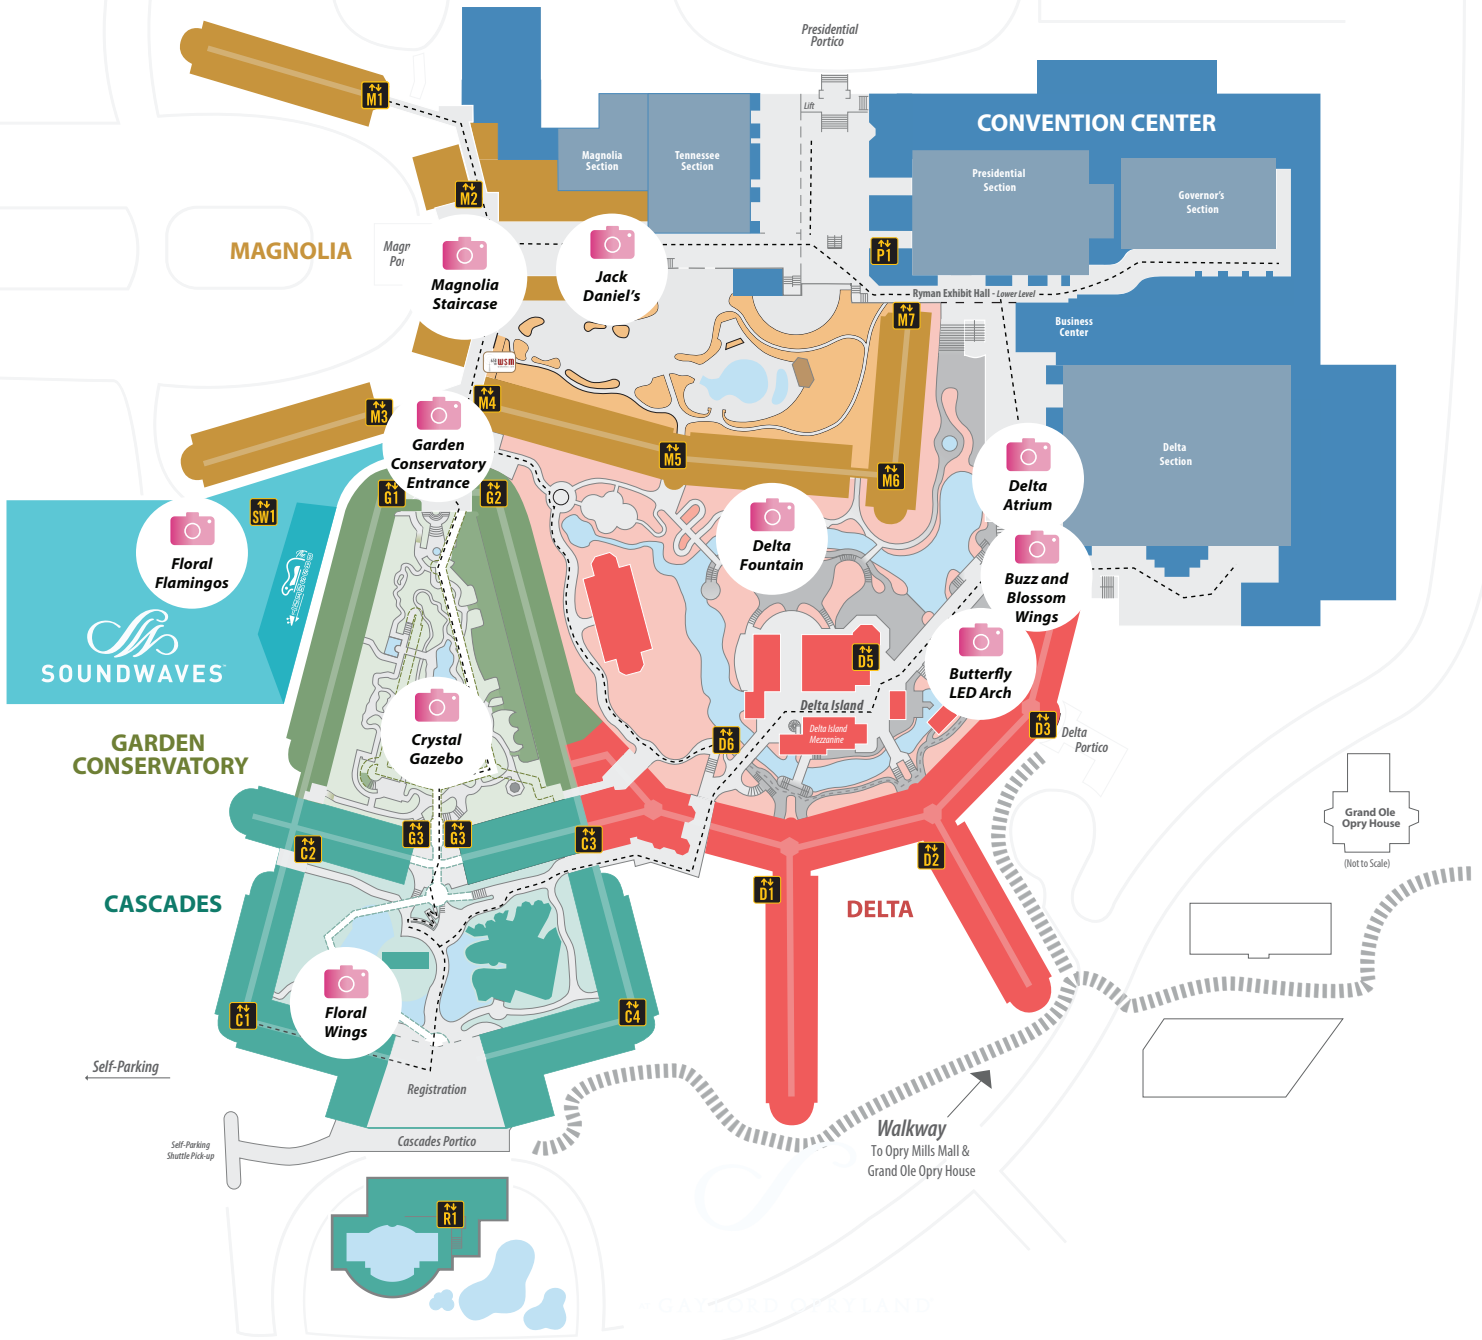 Presidential
Portico
Lift
CONVENTION CENTER
M1
Magnolia
Section
Tennessee
Section
Presidential
Section
Governor's
Section
M2
MAGNOLIA
Magnolia
Staircase
Jack
Daniel's
P1
Ryman Exhibit Hall - Lower Level
M7
Business
Center
WSM
M3
M4
Garden
Conservatory
Entrance
M5
M6
Delta
Section
Delta
Atrium
G1
G2
SW1
Floral
Flamingos
Delta
Fountain
Buzz and
Blossom
Wings
SOUNDWAVES
D5
Butterfly
LED Arch
Delta Island
Delta Island
Mezzanine
D6
D3
Delta
Portico
GARDEN
CONSERVATORY
Crystal
Gazebo
Grand Ole
Opry House
(Not to Scale)
C2
G3
G3
C3
D2
D1
CASCADES
DELTA
Floral
Wings
C1
C4
Self-Parking
Registration
Cascades Portico
Self-Parking
Shuttle Pick-up
Walkway
To Opry Mills Mall &
Grand Ole Opry House
R1
GAYLORD OPRYLAND